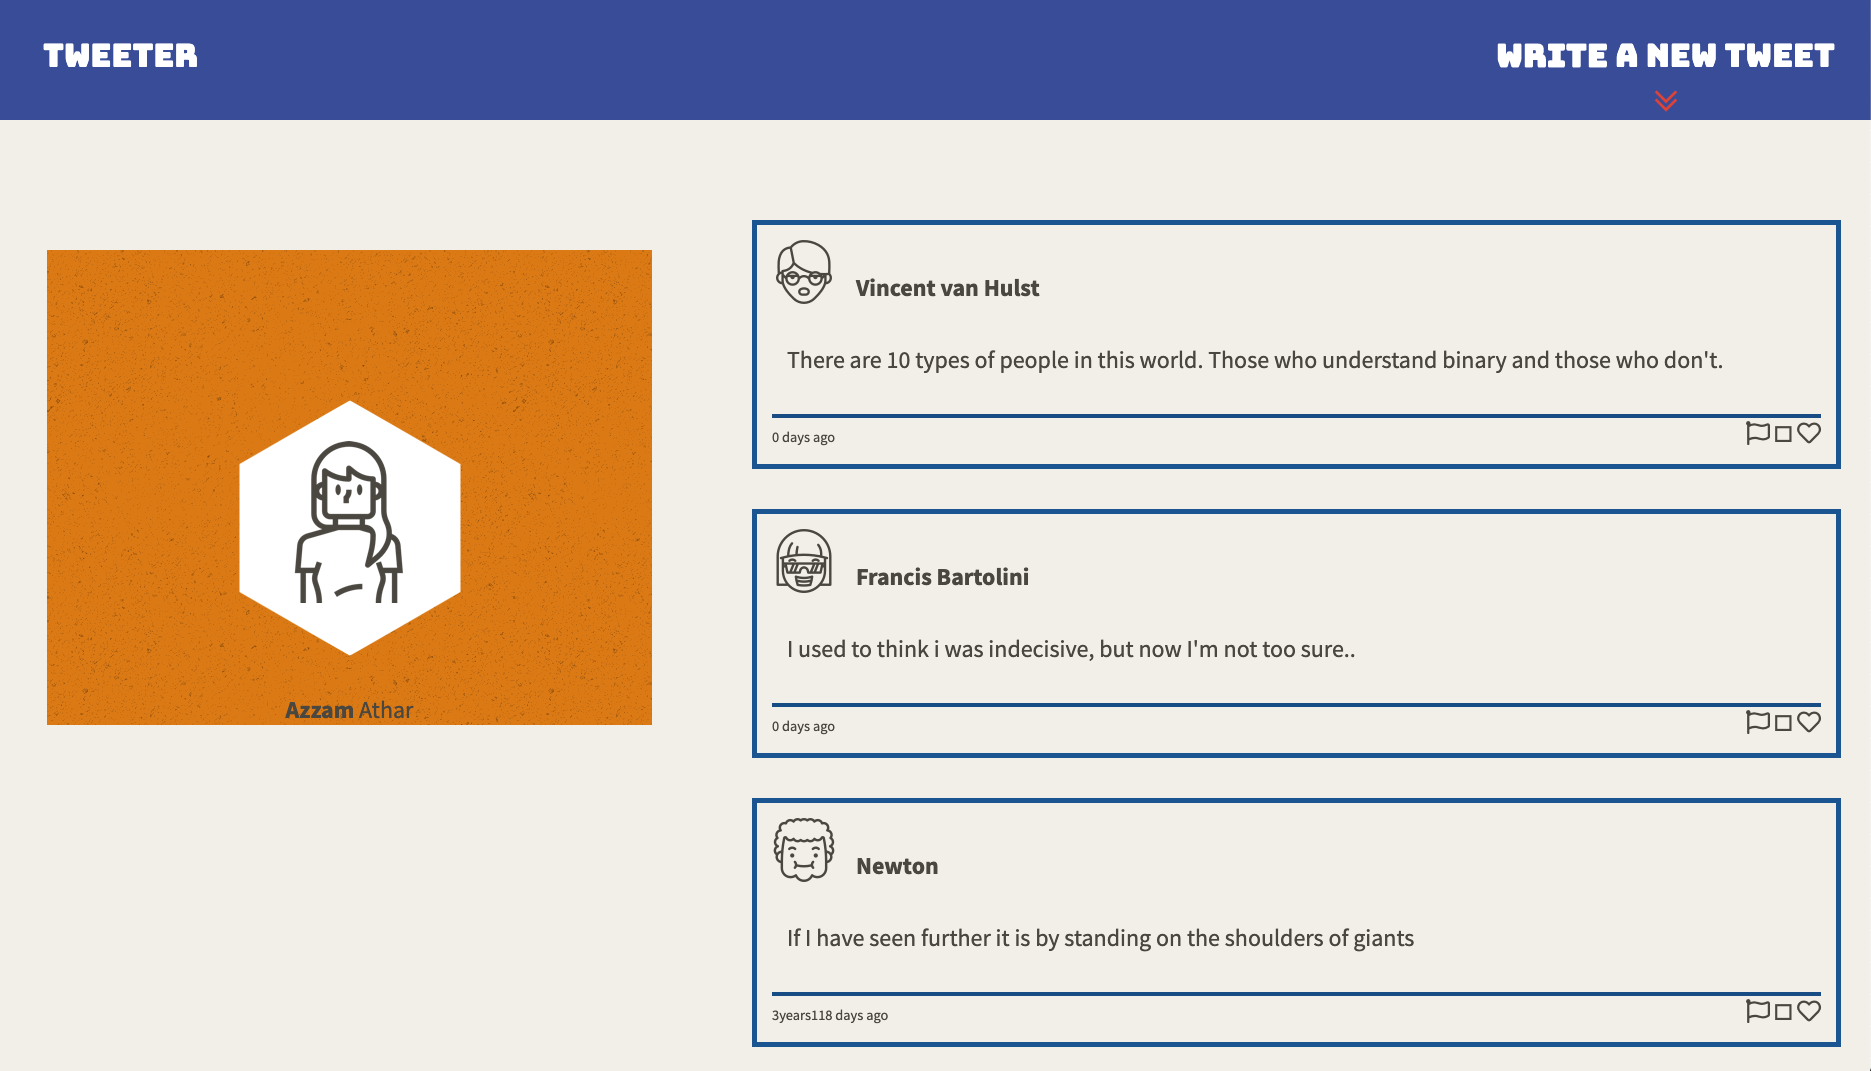 TWEETER
WRITE A NEW TWEET
Azzam Athar
Vincent van Hulst
There are 10 types of people in this world. Those who understand binary and those who don't.
0 days ago
Francis Bartolini
I used to think i was indecisive, but now I'm not too sure..
0 days ago
Newton
If I have seen further it is by standing on the shoulders of giants
3years118 days ago